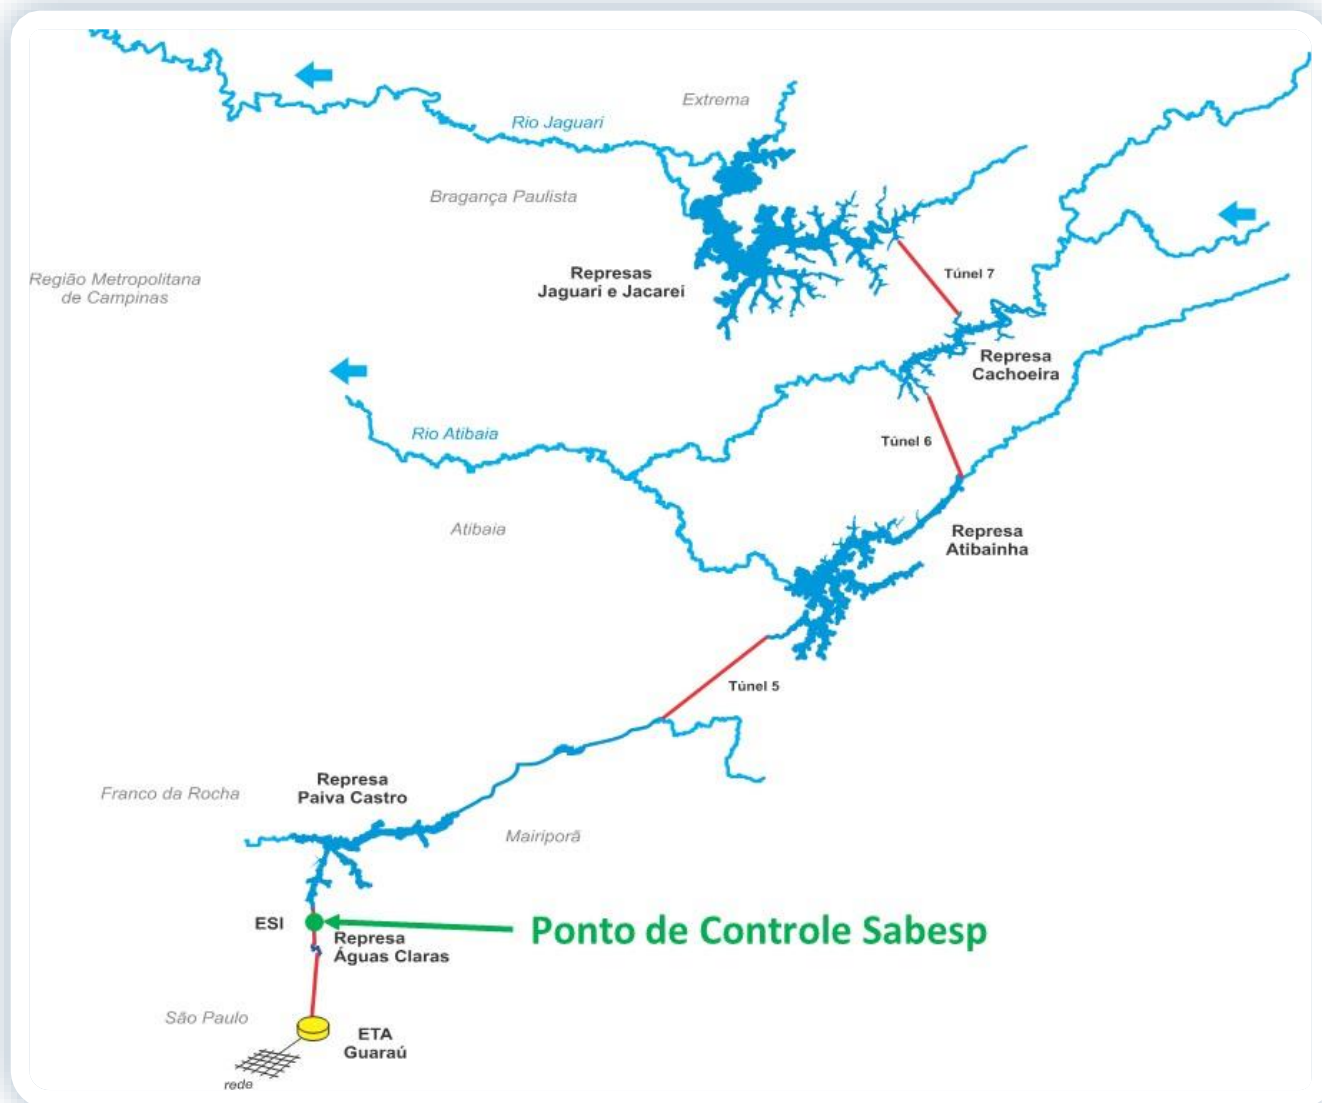 Extrema
Rio Jaguari
Bragança Paulista
Região Metropolitana
de Campinas
Represas
Jaguari e Jacarei
Túnel 7
Represa
Cachoeira
Rio Atibaia
Túnel 6
Atibaia
Represa
Atibainha
Túnel 5
Represa
Paiva Castro
Franco da Rocha
Mairiporã
ESI
Ponto de Controle Sabesp
Represa
Águas Claras
São Paulo
ETA
Guaraú
rede